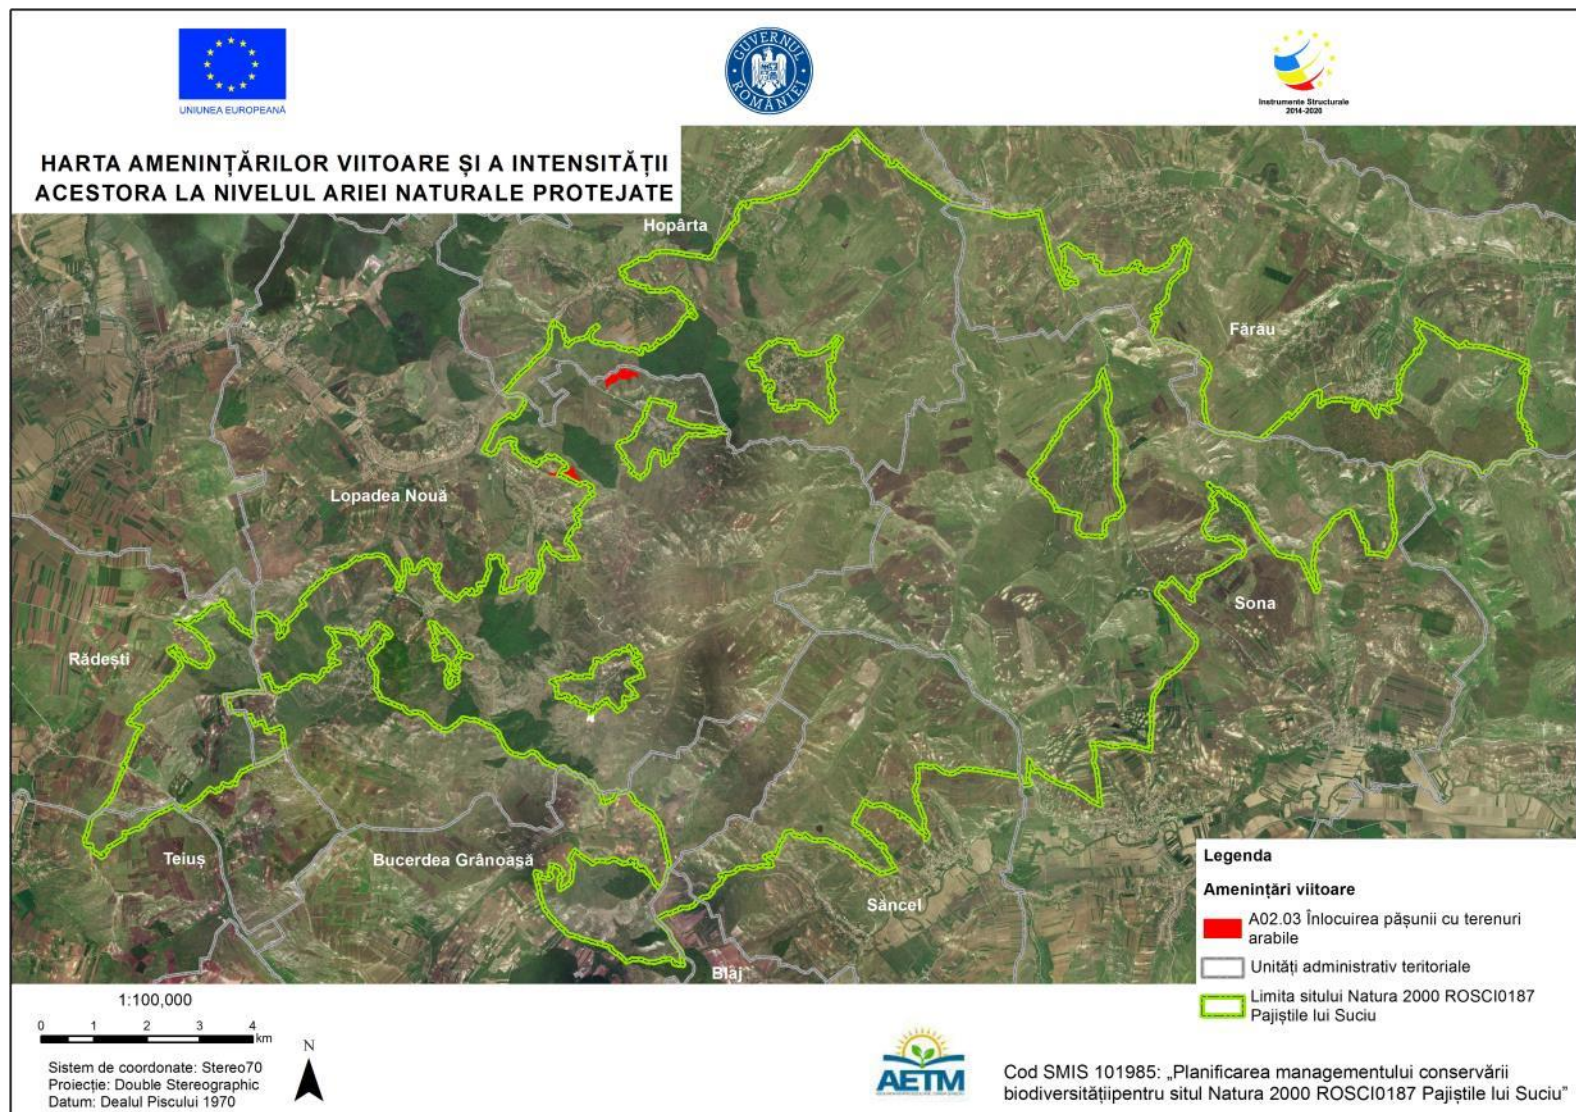 UNIUNEA EUROPEANĂ
GUVERNUL ROMÂNIEI
Instrumente Structurale
2014-2020
HARTA AMENINȚĂRILOR VIITOARE ȘI A INTENSITĂȚII
ACESTORA LA NIVELUL ARIEI NATURALE PROTEJATE
Hopârta
Fărău
Lopadea Nouă
Sona
Rădești
Teiuș
Bucerdea Grânoașă
Săncel
Blaj
Legenda
Amenințări viitoare
A02.03 Înlocuirea pășunii cu terenuri
arabile
Unități administrativ teritoriale
Limita sitului Natura 2000 ROSCI0187
Pajiștile lui Suciu
1:100,000
0 1 2 3 4
km
N
Sistem de coordonate: Stereo70
Proiecție: Double Stereographic
Datum: Dealul Piscului 1970
AETM
Cod SMIS 101985: „Planificarea managementului conservării
biodiversitățiipentru situl Natura 2000 ROSCI0187 Pajiștile lui Suciu”